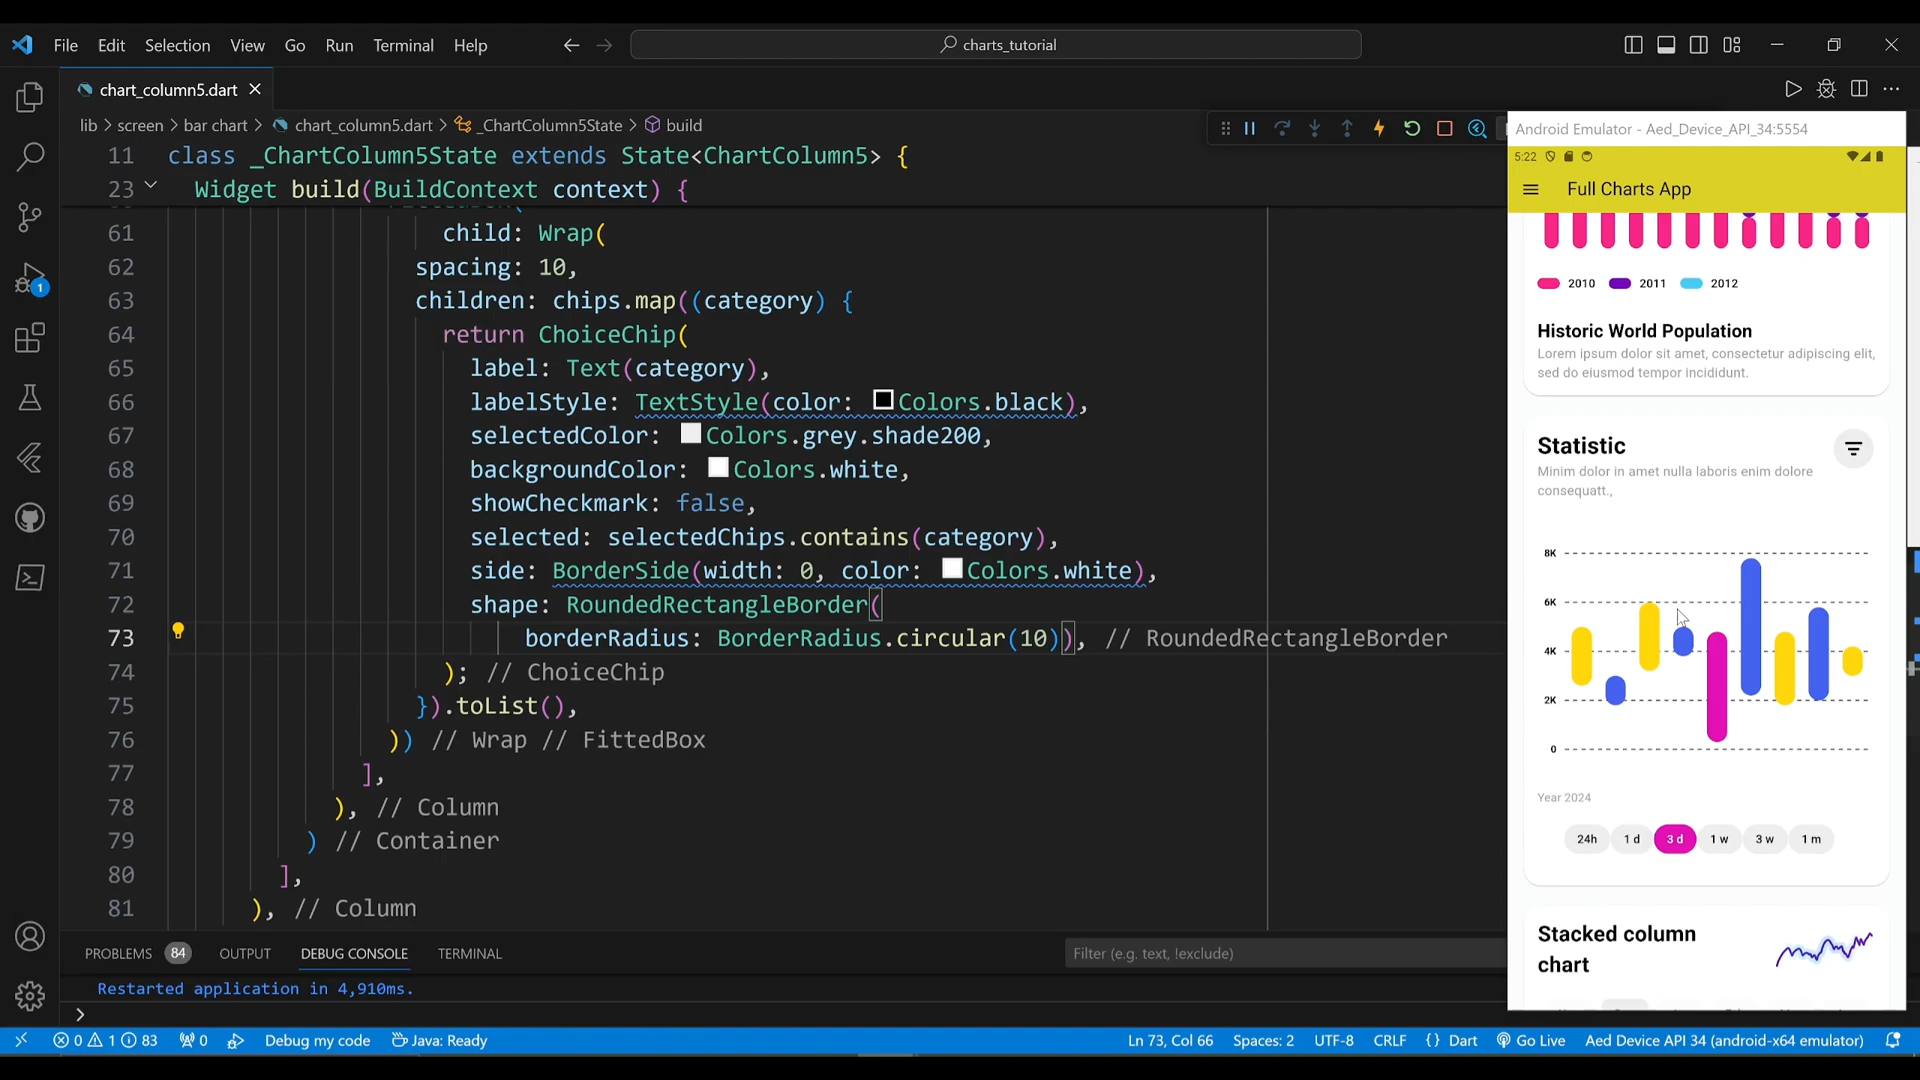 File Edit Selection View Go Run Terminal Help
charts_tutorial
chart_column5.dart
lib > screen > bar chart > chart_column5.dart > _ChartColumn5State > build
11 class _ChartColumn5State extends State<ChartColumn5> {
23 Widget build(BuildContext context) {
61 child: Wrap(
62 spacing: 10,
63 children: chips.map((category) {
64 return ChoiceChip(
65 label: Text(category),
66 labelStyle: TextStyle(color: Colors.black),
67 selectedColor: Colors.grey.shade200,
68 backgroundColor: Colors.white,
69 showCheckmark: false,
70 selected: selectedChips.contains(category),
71 side: BorderSide(width: 0, color: Colors.white),
72 shape: RoundedRectangleBorder(
73 borderRadius: BorderRadius.circular(10)), // RoundedRectangleBorder
74 ); // ChoiceChip
75 }).toList(),
76 )) // Wrap // FittedBox
77 ],
78 ), // Column
79 ) // Container
80 ],
81 ), // Column
1
PROBLEMS 84 OUTPUT DEBUG CONSOLE TERMINAL
Filter (e.g. text, !exclude)
Restarted application in 4,910ms.
>
0 1 83 0 Debug my code Java: Ready
Ln 73, Col 66 Spaces: 2 UTF-8 CRLF {} Dart Go Live Aed Device API 34 (android-x64 emulator)
Android Emulator - Aed_Device_API_34:5554
5:22
Full Charts App
2010 2011 2012
Historic World Population
Lorem ipsum dolor sit amet, consectetur adipiscing elit,
sed do eiusmod tempor incididunt.
Statistic
Minim dolor in amet nulla laboris enim dolore
consequatt.,
8K
6K
4K
2K
0
Year 2024
24h 1 d 3 d 1 w 3 w 1 m
Stacked column
chart